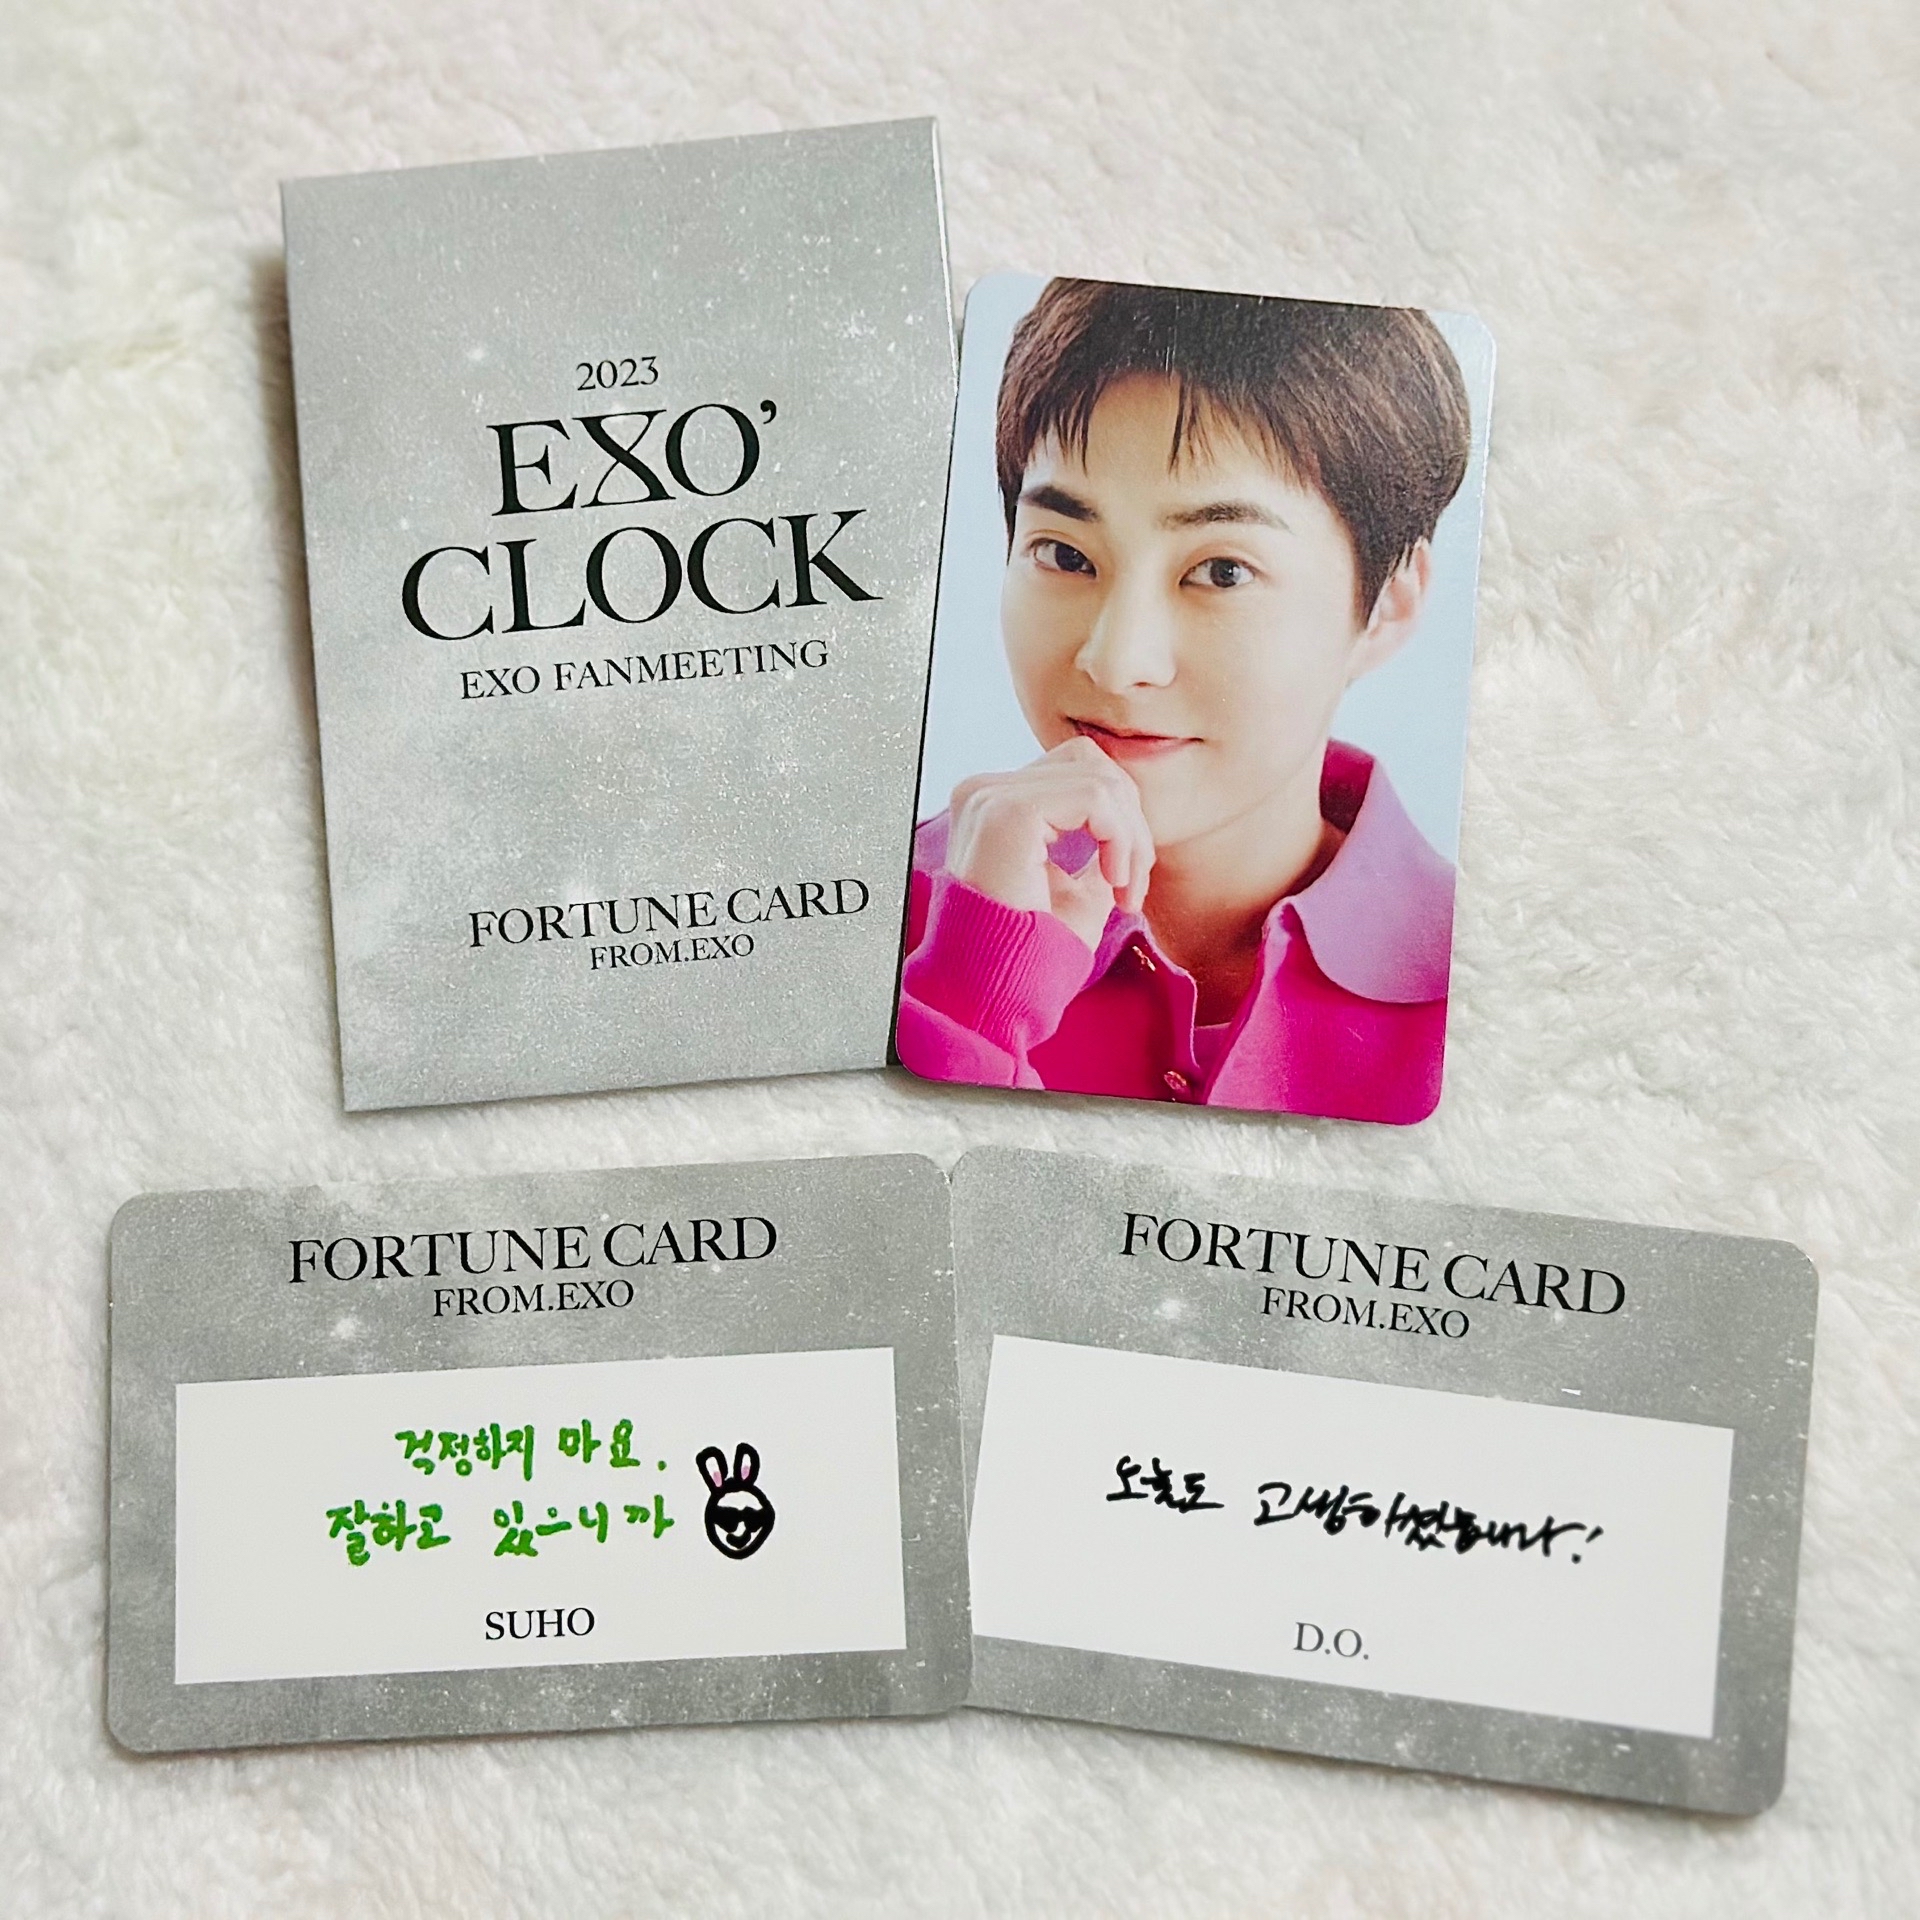 2023
EXO'
CLOCK
EXO FANMEETING
FORTUNE CARD
FROM.EXO
FORTUNE CARD
FROM.EXO
걱정하지 마요.
잘하고 있으니까
SUHO
FORTUNE CARD
FROM.EXO
오늘도 고생하셨습니다!
D.O.